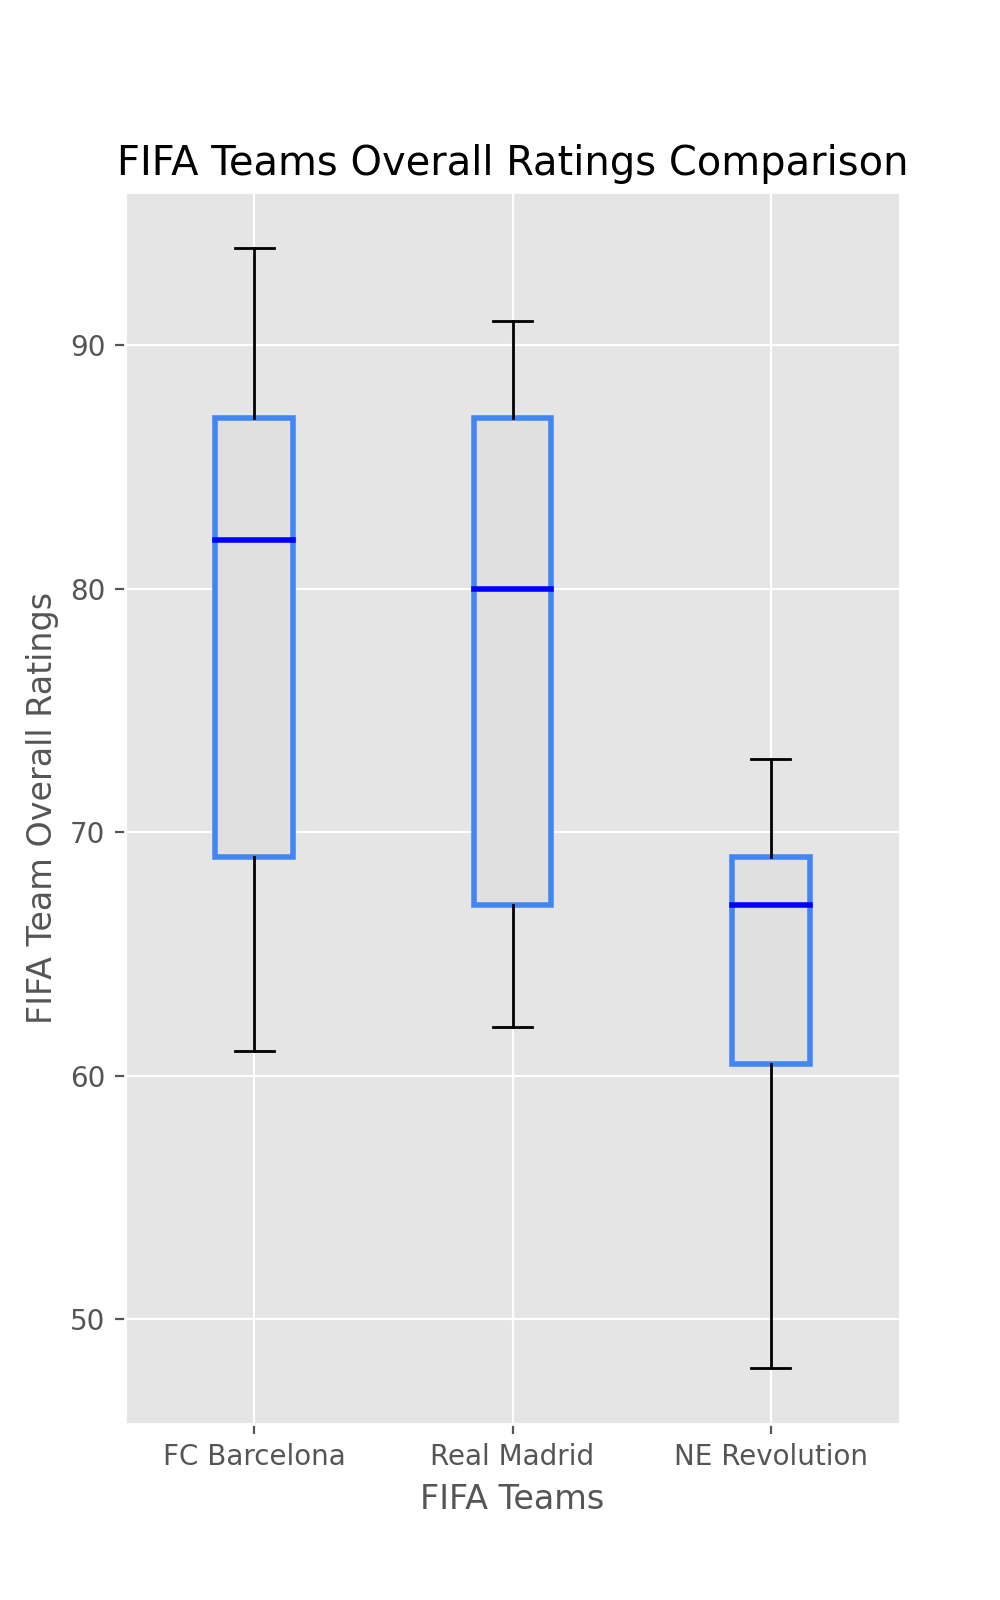 FIFA Teams Overall Ratings Comparison
FIFA Team Overall Ratings
90
80
70
60
50
FC Barcelona
Real Madrid
NE Revolution
FIFA Teams